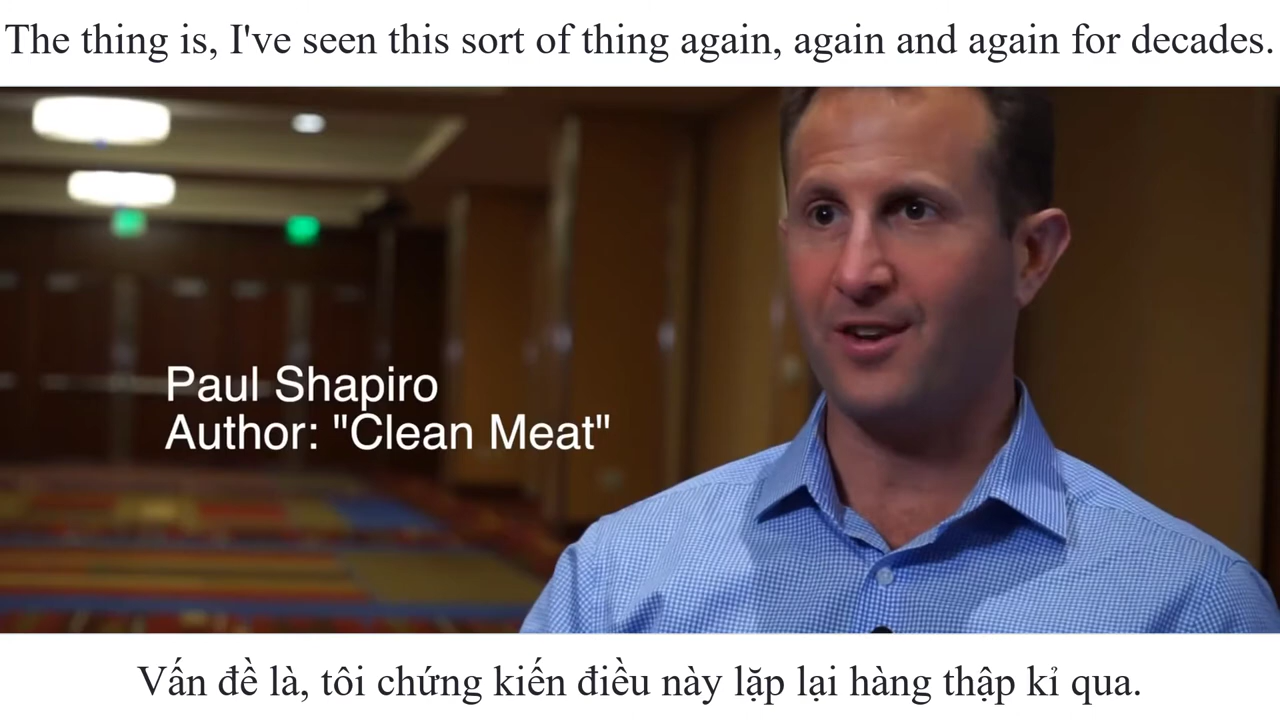 The thing is, I've seen this sort of thing again, again and again for decades.
Paul Shapiro
Author: "Clean Meat"
Vấn đề là, tôi chứng kiến điều này lặp lại hàng thập kỉ qua.